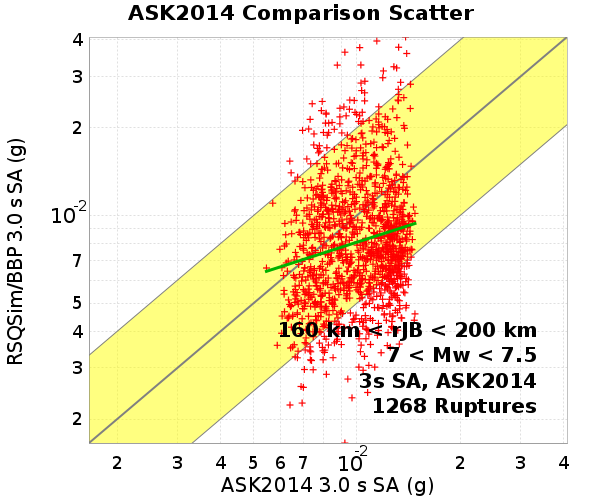 ASK2014 Comparison Scatter
RSQSim/BBP 3.0 s SA (g)
4
3
2
10-2
7
5
4
3
2
160 km < rJB < 200 km
7 < Mw < 7.5
3s SA, ASK2014
1268 Ruptures
2 3 4 5 6 7 10-2 2 3 4
ASK2014 3.0 s SA (g)